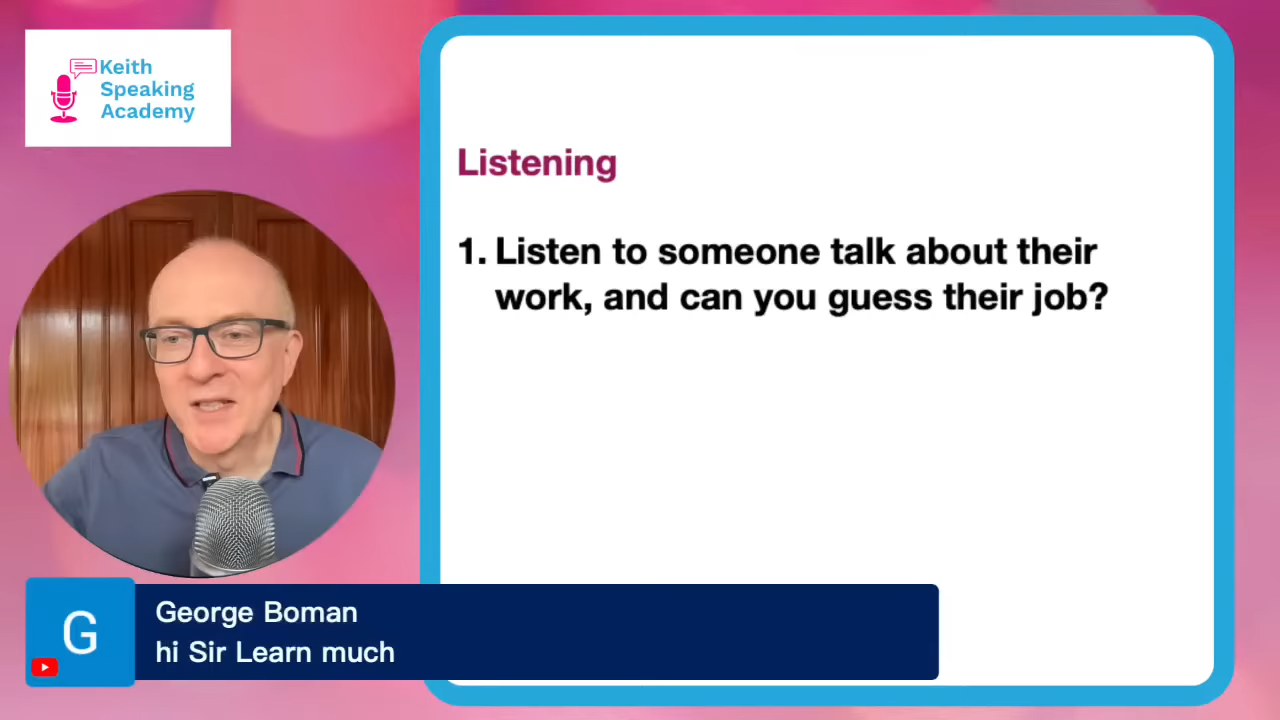 Keith
Speaking
Academy
Listening
1. Listen to someone talk about their
work, and can you guess their job?
G
George Boman
hi Sir Learn much